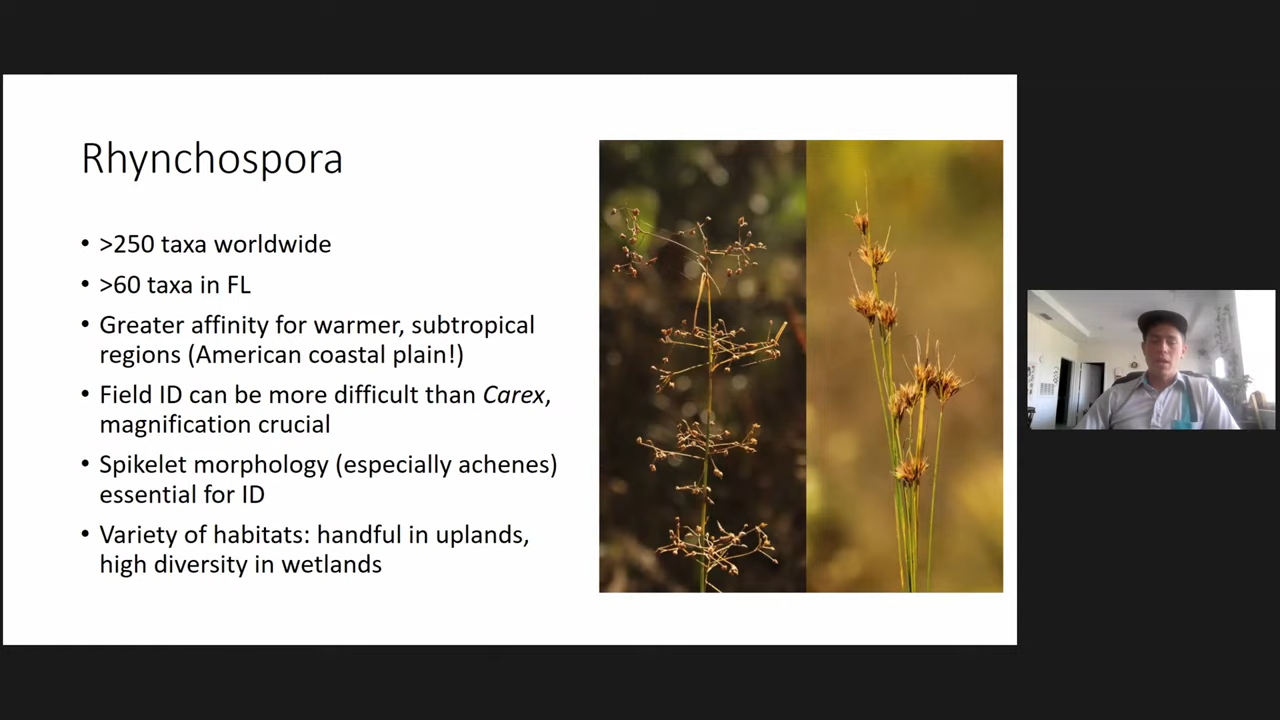 Rhynchospora
• >250 taxa worldwide
• >60 taxa in FL
• Greater affinity for warmer, subtropical
regions (American coastal plain!)
• Field ID can be more difficult than Carex,
magnification crucial
• Spikelet morphology (especially achenes)
essential for ID
• Variety of habitats: handful in uplands,
high diversity in wetlands